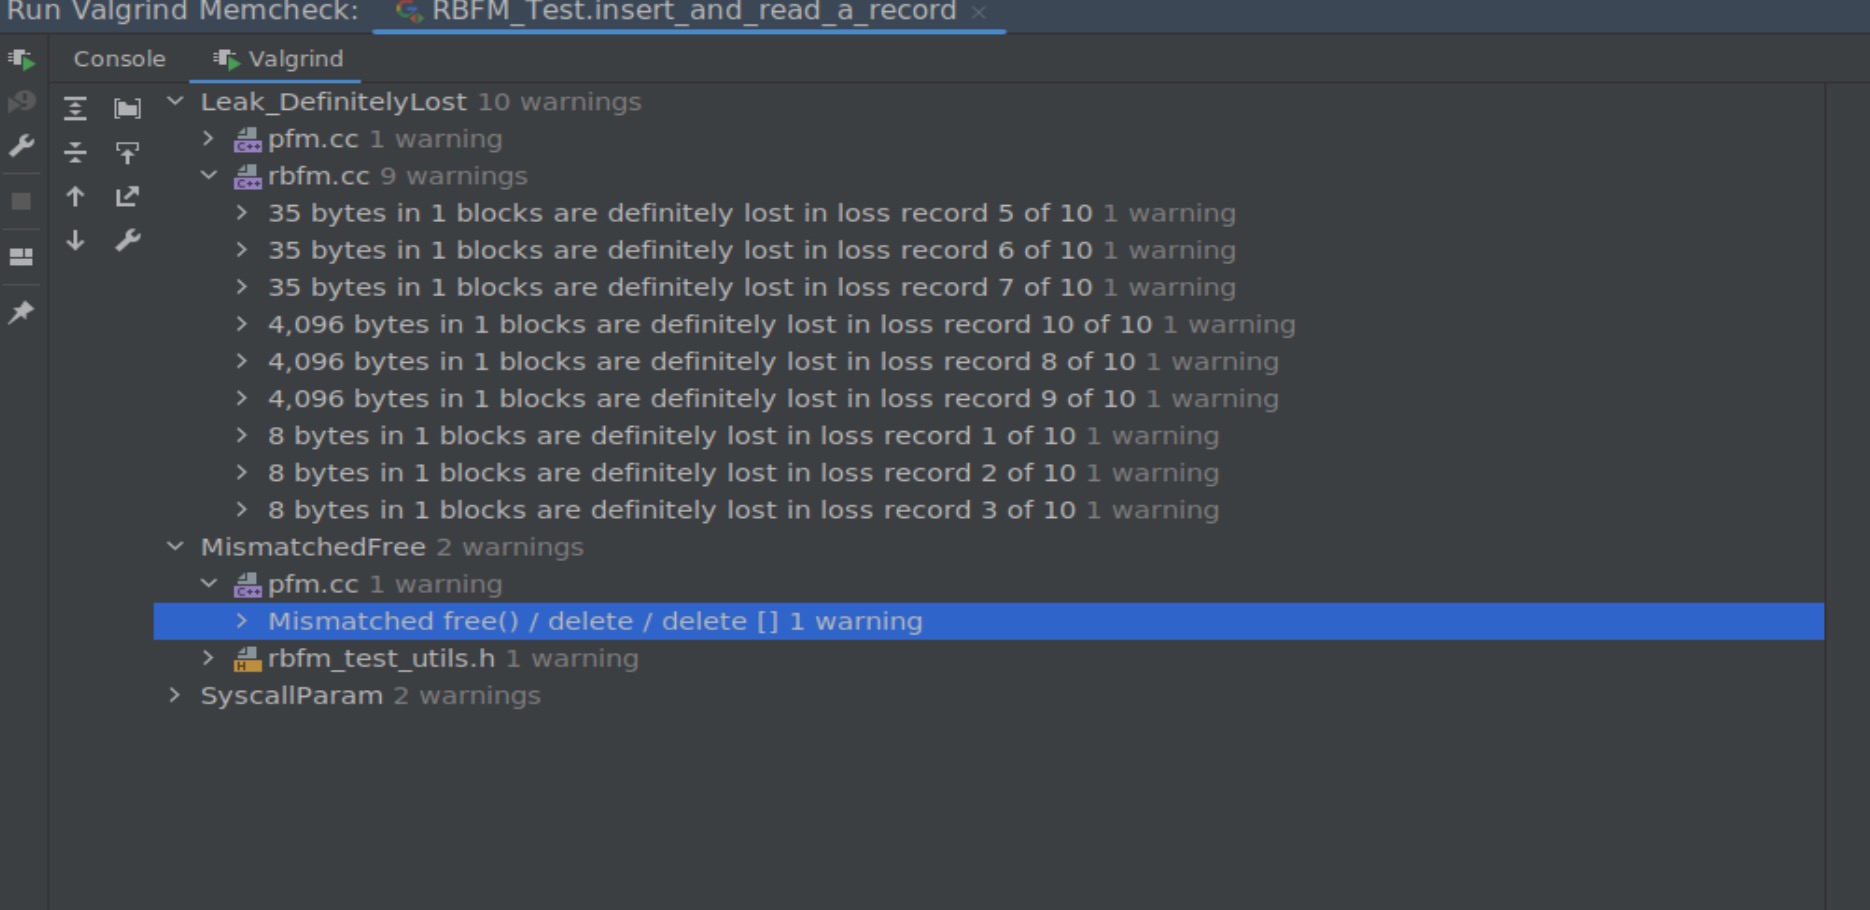 Run Valgrind Memcheck: RBFM_Test.insert_and_read_a_record ×
Console Valgrind
Leak_DefinitelyLost 10 warnings
pfm.cc 1 warning
rbfm.cc 9 warnings
35 bytes in 1 blocks are definitely lost in loss record 5 of 10 1 warning
35 bytes in 1 blocks are definitely lost in loss record 6 of 10 1 warning
35 bytes in 1 blocks are definitely lost in loss record 7 of 10 1 warning
4,096 bytes in 1 blocks are definitely lost in loss record 10 of 10 1 warning
4,096 bytes in 1 blocks are definitely lost in loss record 8 of 10 1 warning
4,096 bytes in 1 blocks are definitely lost in loss record 9 of 10 1 warning
8 bytes in 1 blocks are definitely lost in loss record 1 of 10 1 warning
8 bytes in 1 blocks are definitely lost in loss record 2 of 10 1 warning
8 bytes in 1 blocks are definitely lost in loss record 3 of 10 1 warning
MismatchedFree 2 warnings
pfm.cc 1 warning
Mismatched free() / delete / delete [] 1 warning
rbfm_test_utils.h 1 warning
SyscallParam 2 warnings